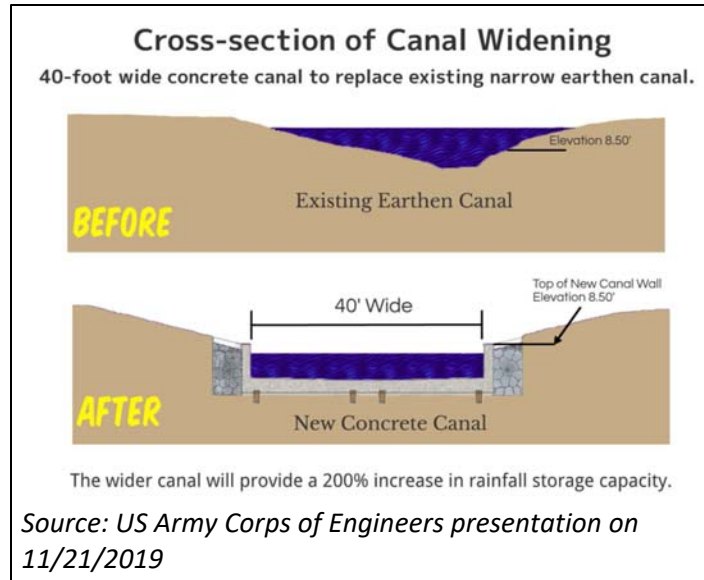 Cross-section of Canal Widening
40-foot wide concrete canal to replace existing narrow earthen canal.
Elevation 8.50'
Existing Earthen Canal
BEFORE
Top of New Canal Wall
Elevation 8.50'
40' Wide
AFTER
New Concrete Canal
The wider canal will provide a 200% increase in rainfall storage capacity.
Source: US Army Corps of Engineers presentation on
11/21/2019